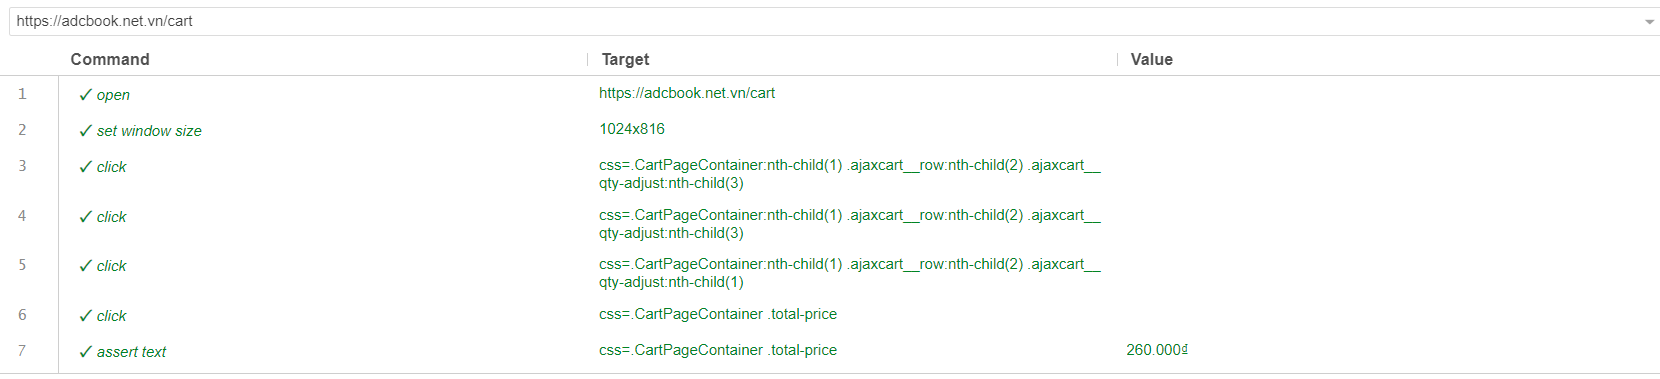 https://adcbook.net.vn/cart
Command Target Value
1 ✓ open https://adcbook.net.vn/cart
2 ✓ set window size 1024x816
3 ✓ click css=.CartPageContainer:nth-child(1) .ajaxcart__row:nth-child(2) .ajaxcart__
qty-adjust:nth-child(3)
4 ✓ click css=.CartPageContainer:nth-child(1) .ajaxcart__row:nth-child(2) .ajaxcart__
qty-adjust:nth-child(3)
5 ✓ click css=.CartPageContainer:nth-child(1) .ajaxcart__row:nth-child(2) .ajaxcart__
qty-adjust:nth-child(1)
6 ✓ click css=.CartPageContainer .total-price
7 ✓ assert text css=.CartPageContainer .total-price 260.000₫